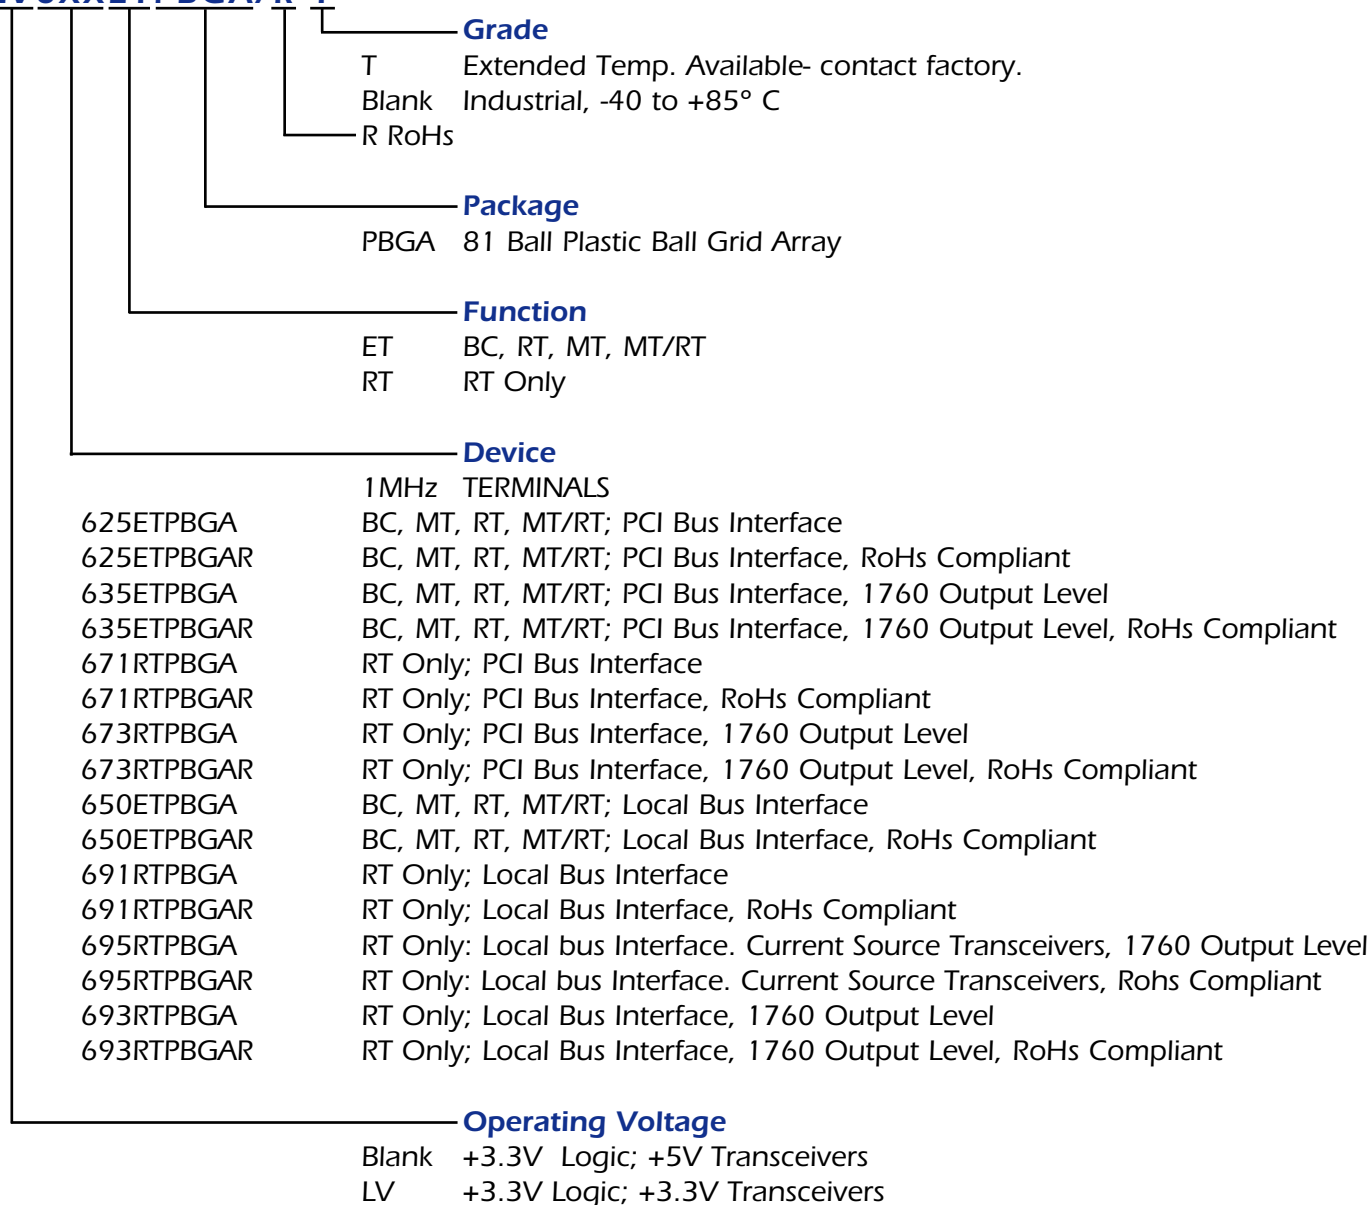 Grade
T Extended Temp. Available- contact factory.
Blank Industrial, -40 to +85° C
R RoHs
Package
PBGA 81 Ball Plastic Ball Grid Array
Function
ET BC, RT, MT, MT/RT
RT RT Only
Device
1MHz TERMINALS
625ETPBGA BC, MT, RT, MT/RT; PCI Bus Interface
625ETPBGAR BC, MT, RT, MT/RT; PCI Bus Interface, RoHs Compliant
635ETPBGA BC, MT, RT, MT/RT; PCI Bus Interface, 1760 Output Level
635ETPBGAR BC, MT, RT, MT/RT; PCI Bus Interface, 1760 Output Level, RoHs Compliant
671RTPBGA RT Only; PCI Bus Interface
671RTPBGAR RT Only; PCI Bus Interface, RoHs Compliant
673RTPBGA RT Only; PCI Bus Interface, 1760 Output Level
673RTPBGAR RT Only; PCI Bus Interface, 1760 Output Level, RoHs Compliant
650ETPBGA BC, MT, RT, MT/RT; Local Bus Interface
650ETPBGAR BC, MT, RT, MT/RT; Local Bus Interface, RoHs Compliant
691RTPBGA RT Only; Local Bus Interface
691RTPBGAR RT Only; Local Bus Interface, RoHs Compliant
695RTPBGA RT Only: Local bus Interface. Current Source Transceivers, 1760 Output Level
695RTPBGAR RT Only: Local bus Interface. Current Source Transceivers, Rohs Compliant
693RTPBGA RT Only; Local Bus Interface, 1760 Output Level
693RTPBGAR RT Only; Local Bus Interface, 1760 Output Level, RoHs Compliant
Operating Voltage
Blank +3.3V Logic; +5V Transceivers
LV +3.3V Logic; +3.3V Transceivers